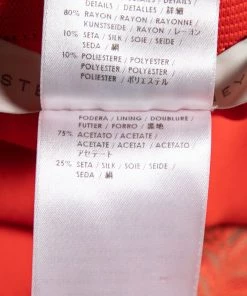 DETAILS / DETAILS / DETAILS
DETAILS / DETALLES / 詳細
80% RAYON / RAYON / RAYONNE
KUNSTSEIDE / RAYON / レーヨン
10% SETA / SILK / SOIE / SEIDE /
SEDA / 絹
10% POLIESTERE / POLYESTER /
POLYESTER / POLYESTER /
POLYESTER / ポリエステル
STE
FODERA / LINING / DOUBLURE /
FUTTER / FORRO / 裏地
75% ACETATO / ACETATE /
ACETATE / ACETAT / ACETATO /
アセテート
25% SETA / SILK / SOIE / SEIDE /
SEDA / 絹